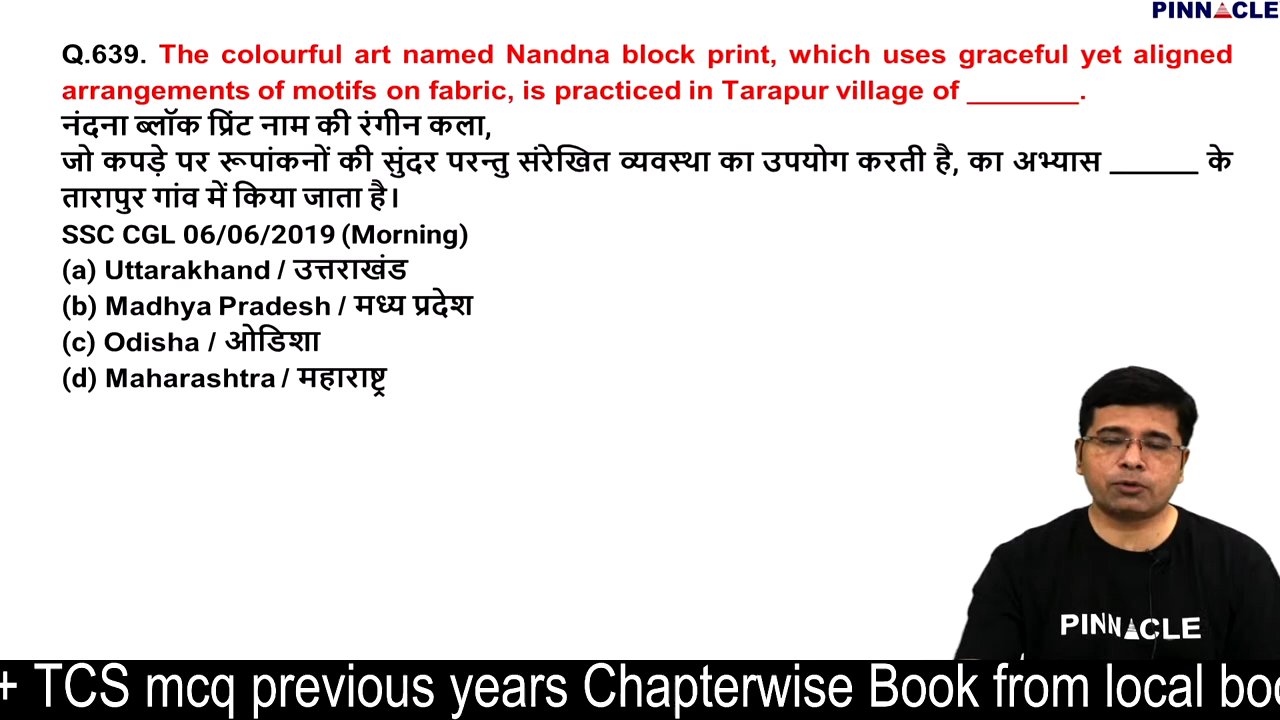 PINNACLE
Q.639. The colourful art named Nandna block print, which uses graceful yet aligned
arrangements of motifs on fabric, is practiced in Tarapur village of ________.
नंदना ब्लॉक प्रिंट नाम की रंगीन कला,
जो कपड़े पर रूपांकनों की सुंदर परन्तु संरेखित व्यवस्था का उपयोग करती है, का अभ्यास ______ के
तारापुर गांव में किया जाता है।
SSC CGL 06/06/2019 (Morning)
(a) Uttarakhand / उत्तराखंड
(b) Madhya Pradesh / मध्य प्रदेश
(c) Odisha / ओडिशा
(d) Maharashtra / महाराष्ट्र
PINNACLE
+ TCS mcq previous years Chapterwise Book from local boo